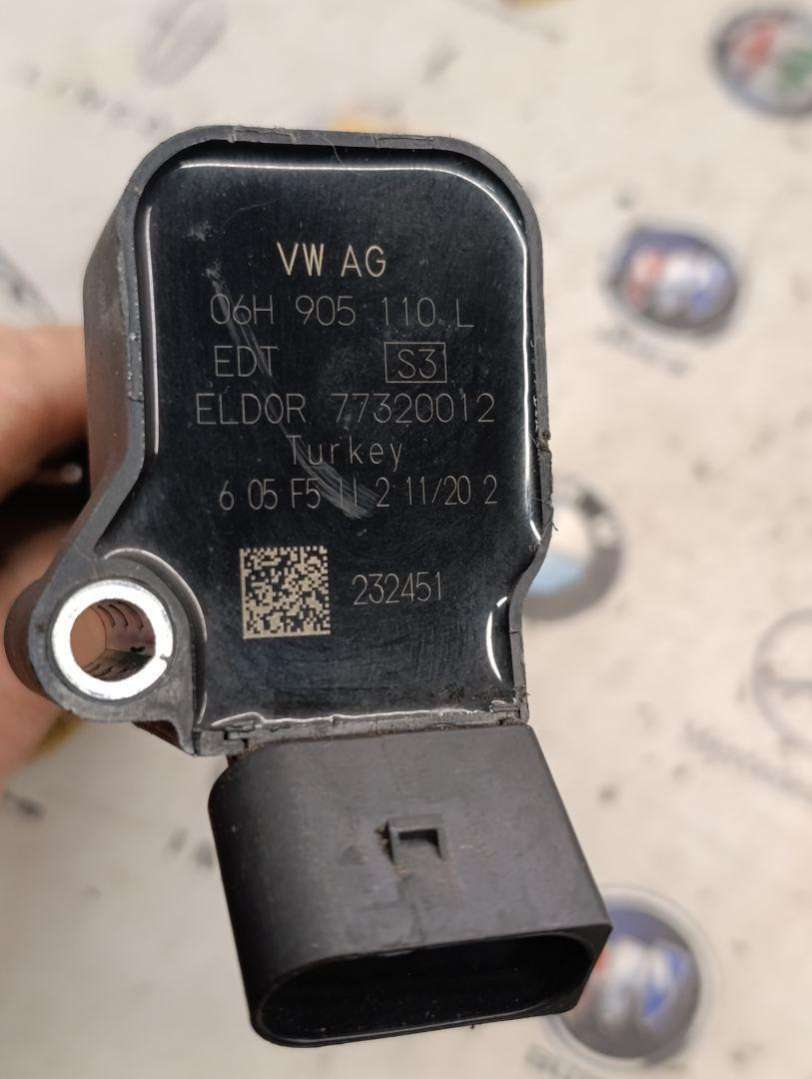 VW AG
06H 905 110 L
EDT S3
ELDOR 77320012
Turkey
6 05 F5 11 2 11/20 2
232451